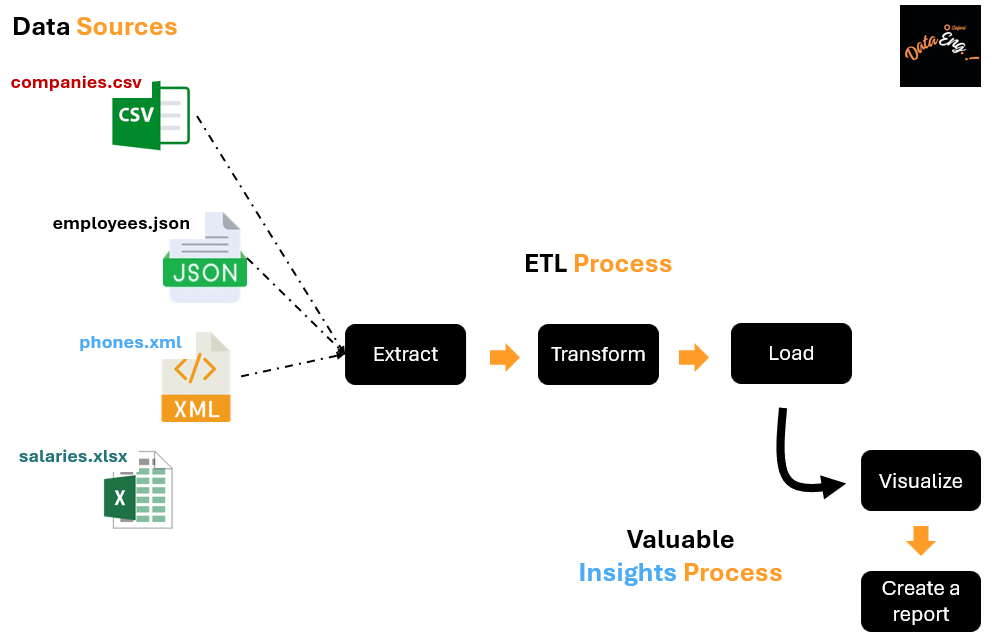 Data Sources
companies.csv
CSV
employees.json
JSON
phones.xml
</>
XML
salaries.xlsx
X
ETL Process
Extract
Transform
Load
Visualize
Create a
report
Valuable
Insights Process
Data Eng..!